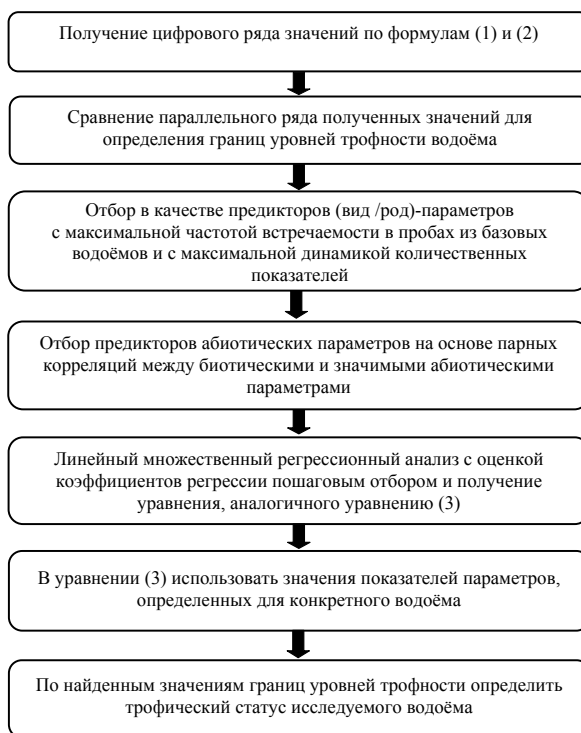 Получение цифрового ряда значений по формулам (1) и (2)
Сравнение параллельного ряда полученных значений для
определения границ уровней трофности водоёма
Отбор в качестве предикторов (вид /род)-параметров
с максимальной частотой встречаемости в пробах из базовых
водоёмов и с максимальной динамикой количественных
показателей
Отбор предикторов абиотических параметров на основе парных
корреляций между биотическими и значимыми абиотическими
параметрами
Линейный множественный регрессионный анализ с оценкой
коэффициентов регрессии пошаговым отбором и получение
уравнения, аналогичного уравнению (3)
В уравнении (3) использовать значения показателей параметров,
определенных для конкретного водоёма
По найденным значениям границ уровней трофности определить
трофический статус исследуемого водоёма